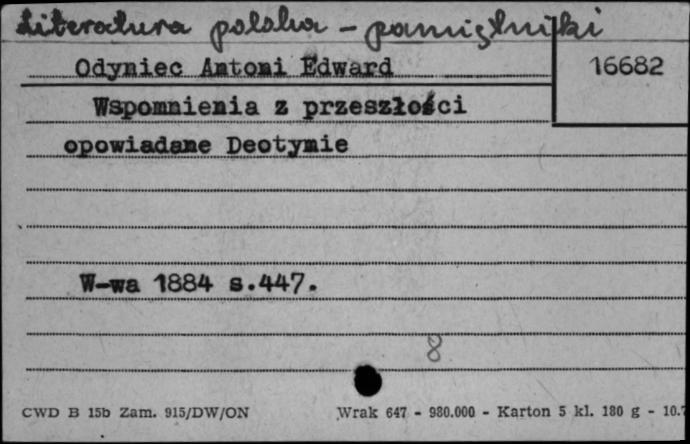 Literatura polska - pamiętniki
Odyniec Antoni Edward
16682
Wspomnienia z przeszłości
opowiadane Deotymie
W-wa 1884 s.447.
8
CWD B 15b Zam. 915/DW/ON
Wrak 647 - 980.000 - Karton 5 kl. 180 g - 10.7